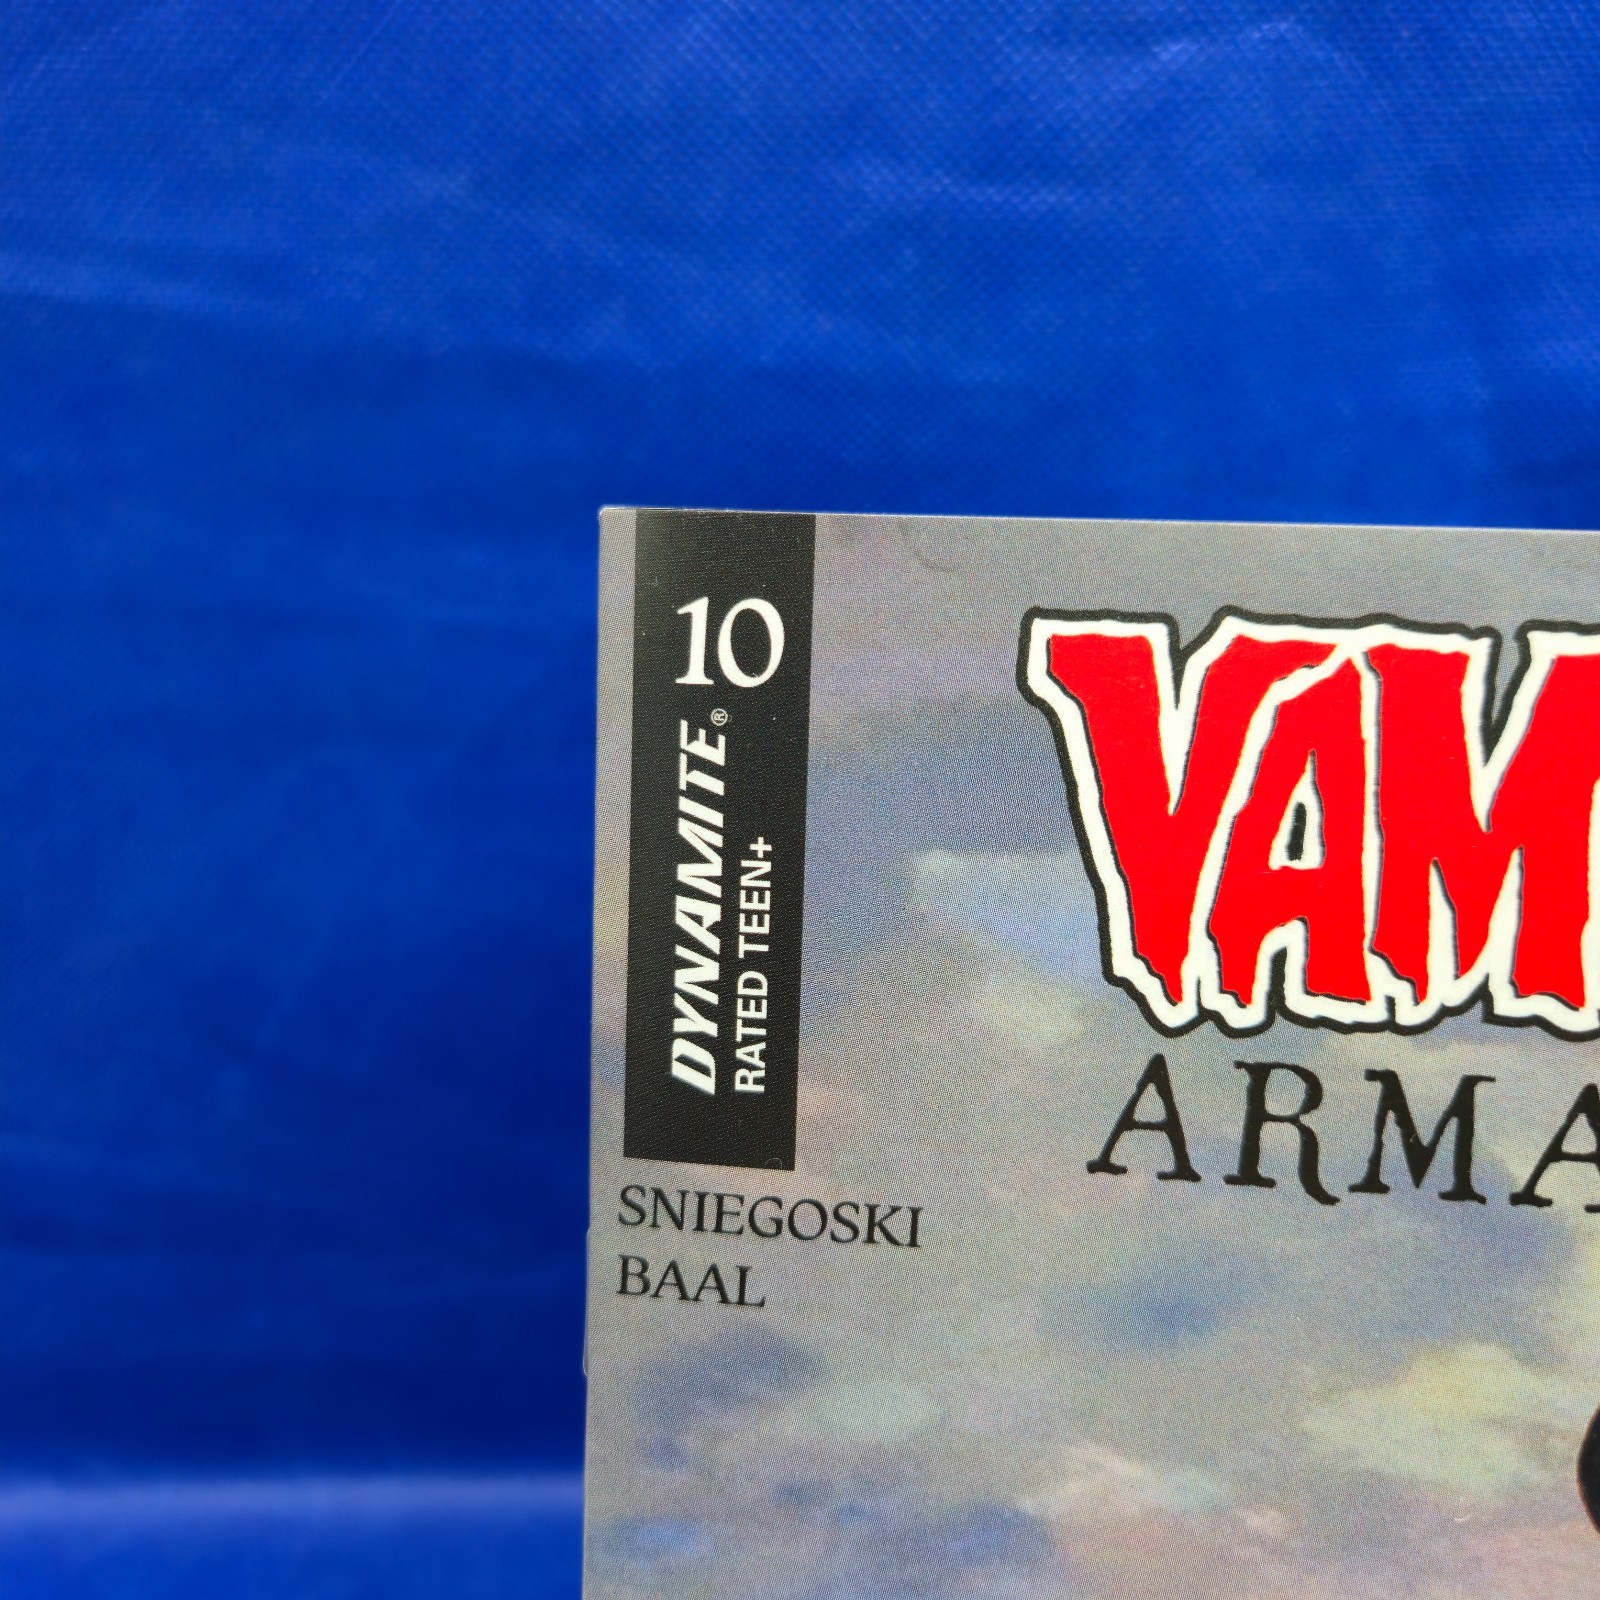 10
DYNAMITE®
RATED TEEN+
SNIEGOSKI
BAAL
VAM
ARMA